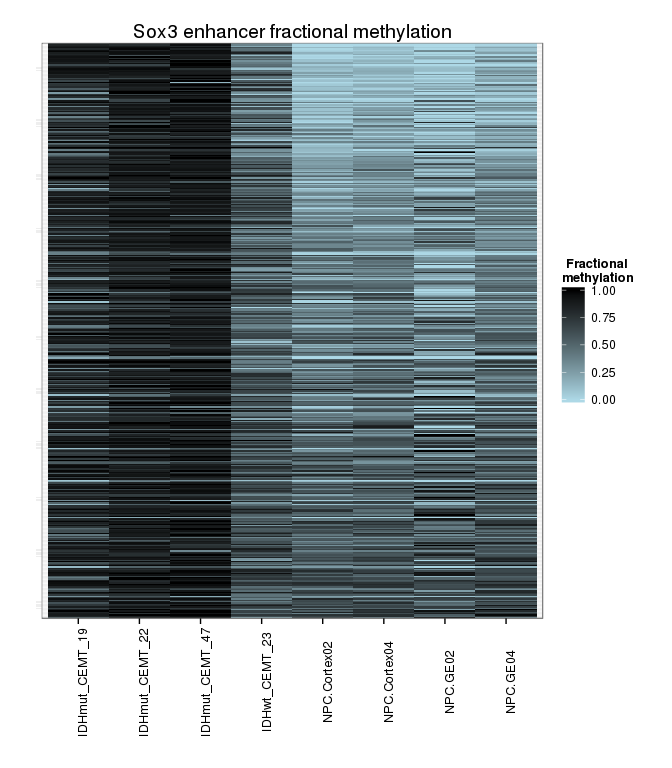 Sox3 enhancer fractional methylation
Fractional
methylation
1.00
0.75
0.50
0.25
0.00
IDHmut_CEMT_19
IDHmut_CEMT_22
IDHmut_CEMT_47
IDHwt_CEMT_23
NPC.Cortex02
NPC.Cortex04
NPC.GE02
NPC.GE04